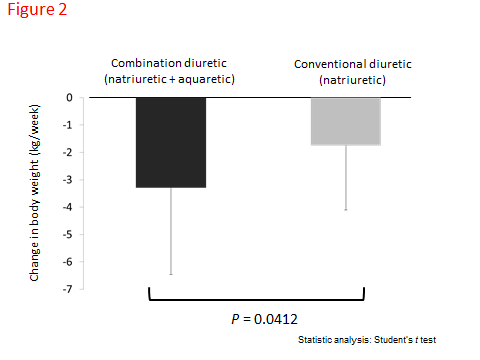 Figure 2
Combination diuretic
(natriuretic + aquaretic)
Conventional diuretic
(natriuretic)
Change in body weight (kg/week)
0
-1
-2
-3
-4
-5
-6
-7
P = 0.0412
Statistic analysis: Student's t test